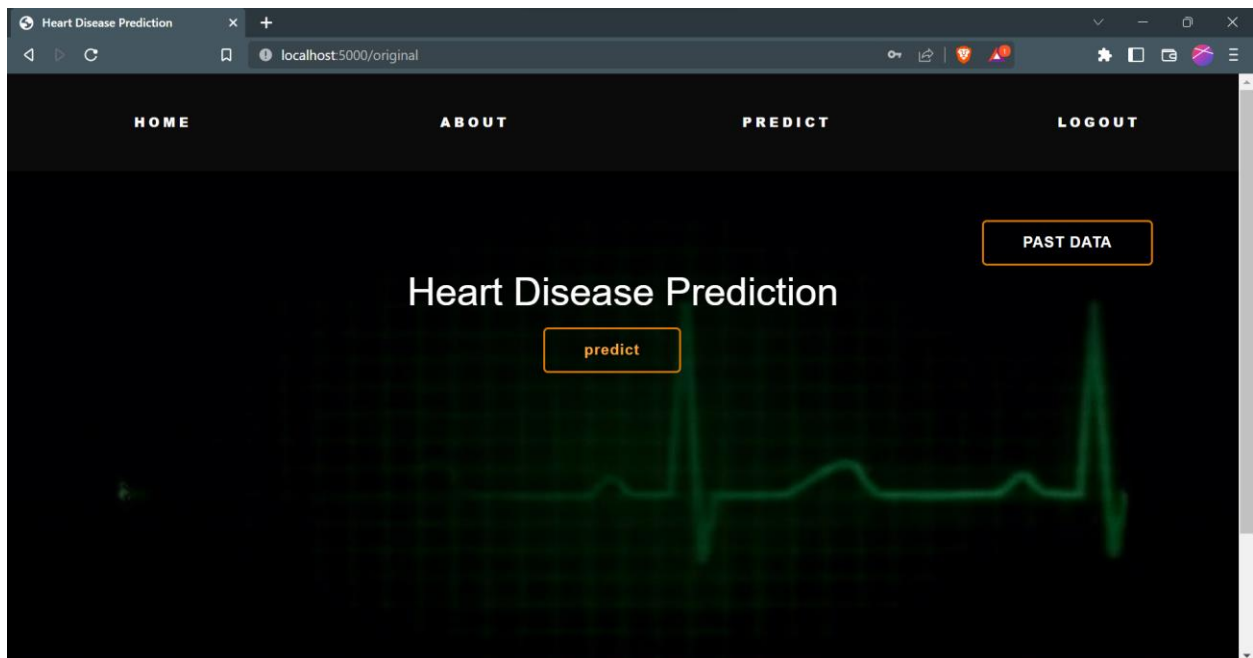 Heart Disease Prediction
localhost:5000/original
HOME ABOUT PREDICT LOGOUT
PAST DATA
Heart Disease Prediction
predict